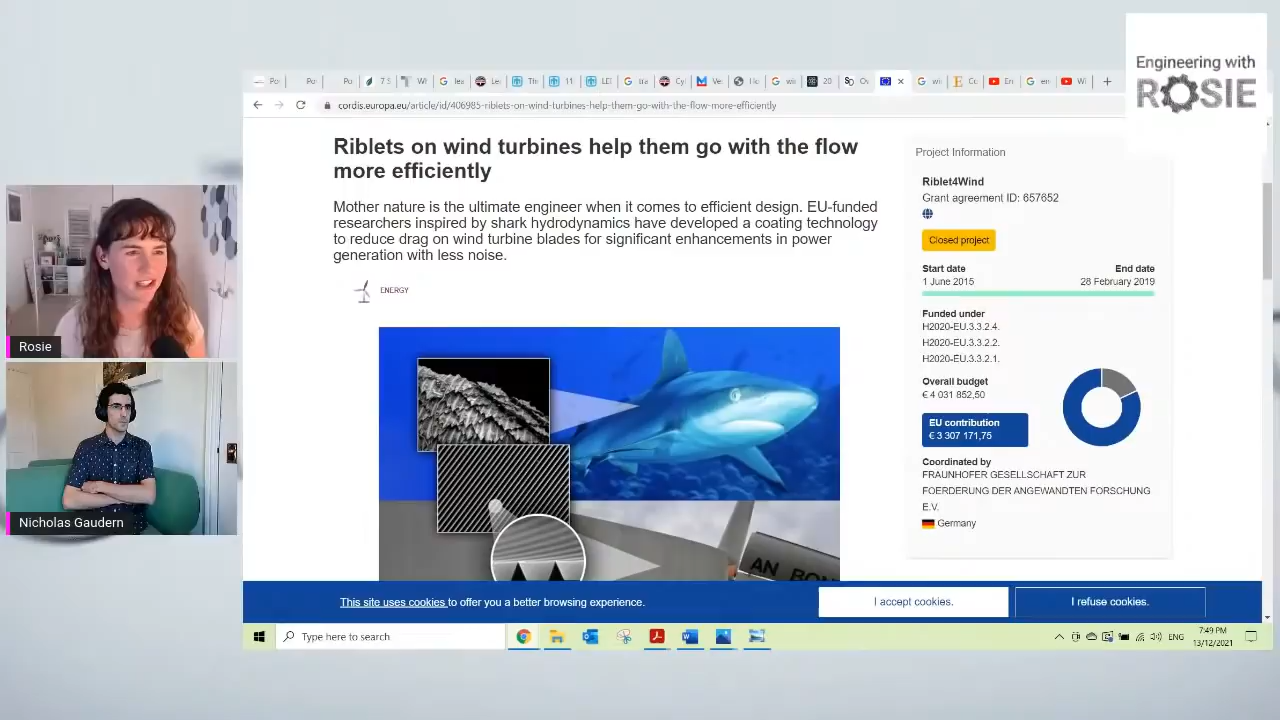 Engineering with
ROSIE
cordis.europa.eu/article/id/406985-riblets-on-wind-turbines-help-them-go-with-the-flow-more-efficiently
Riblets on wind turbines help them go with the flow
more efficiently
Mother nature is the ultimate engineer when it comes to efficient design. EU-funded
researchers inspired by shark hydrodynamics have developed a coating technology
to reduce drag on wind turbine blades for significant enhancements in power
generation with less noise.
ENERGY
AN BON
Project Information
Riblet4Wind
Grant agreement ID: 657652
Closed project
Start date
End date
1 June 2015
28 February 2019
Funded under
H2020-EU.3.3.2.4.
H2020-EU.3.3.2.2.
H2020-EU.3.3.2.1.
Overall budget
€ 4 031 852,50
EU contribution
€ 3 307 171,75
Coordinated by
FRAUNHOFER GESELLSCHAFT ZUR
FOERDERUNG DER ANGEWANDTEN FORSCHUNG
E.V.
Germany
Rosie
Nicholas Gaudern
This site uses cookies to offer you a better browsing experience.
I accept cookies.
I refuse cookies.
Type here to search
ENG
7:49 PM
13/12/2021